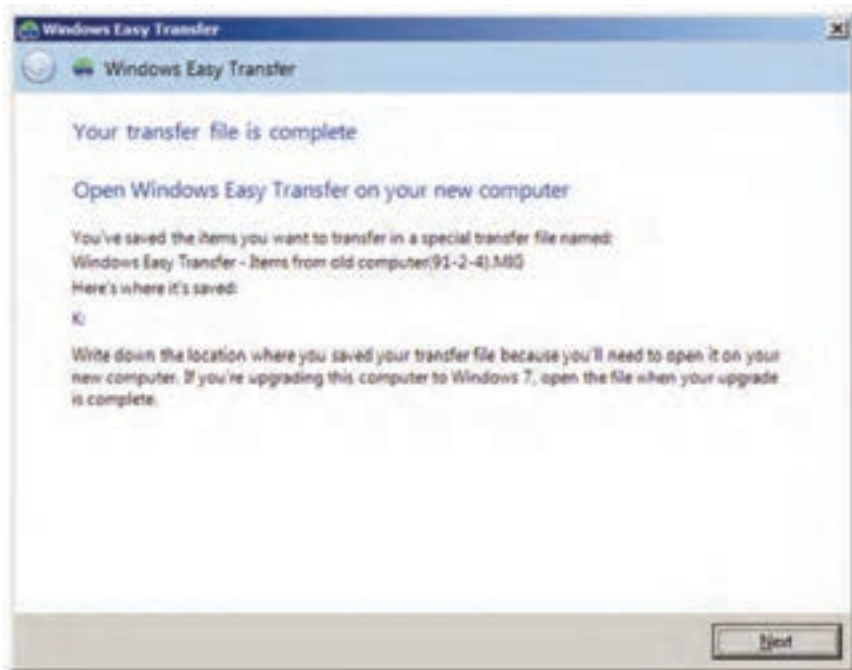 Windows Easy Transfer
Windows Easy Transfer
Your transfer file is complete
Open Windows Easy Transfer on your new computer
You've saved the items you want to transfer in a special transfer file named:
Windows Easy Transfer - Items from old computer(91-2-4).MIG
Here's where it's saved:
K:
Write down the location where you saved your transfer file because you'll need to open it on your
new computer. If you're upgrading this computer to Windows 7, open the file when your upgrade
is complete.
Next